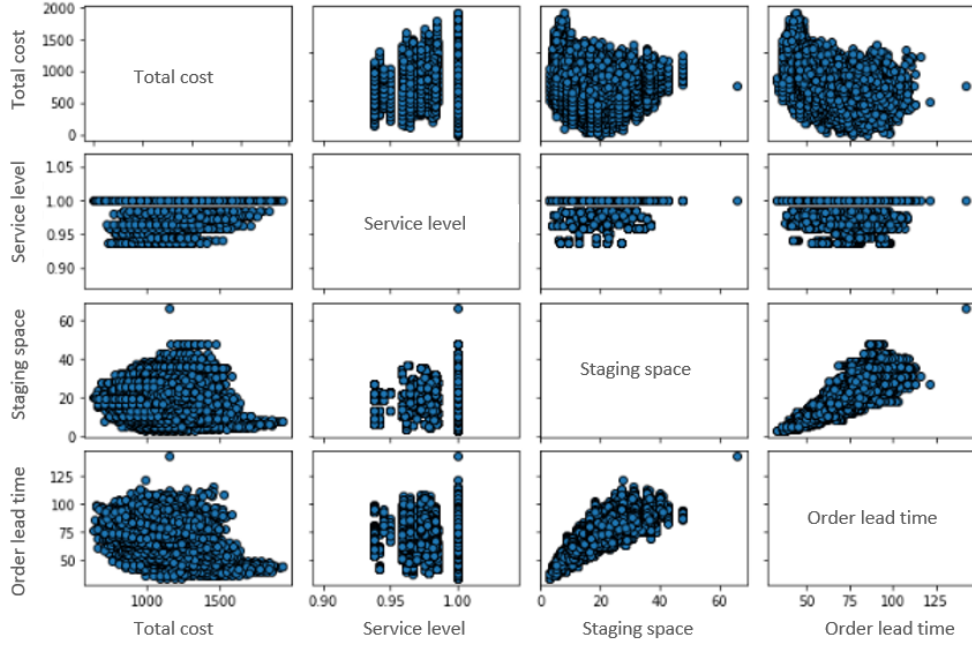 Total cost
2000
1500
1000
500
0
Total cost
Service level
1.05
1.00
0.95
0.90
Service level
Staging space
60
40
20
0
Staging space
Order lead time
125
100
75
50
Order lead time
1000 1500 0.90 0.95 1.00 0 20 40 60 50 75 100 125
Total cost Service level Staging space Order lead time